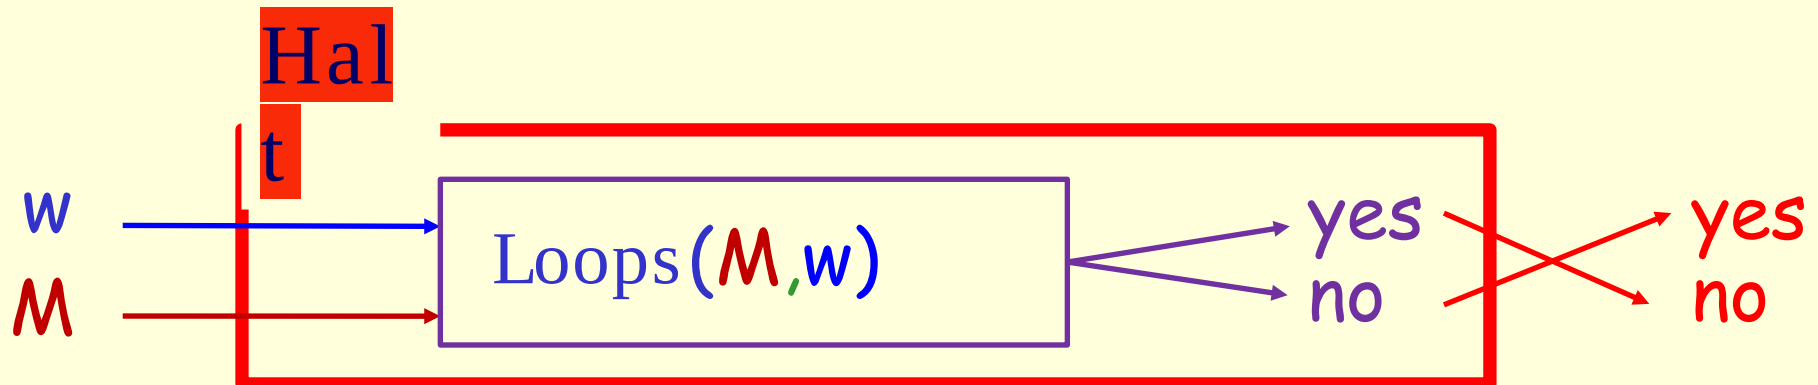 Hal
t
w
M
Loops(M,w)
yes
no
yes
no